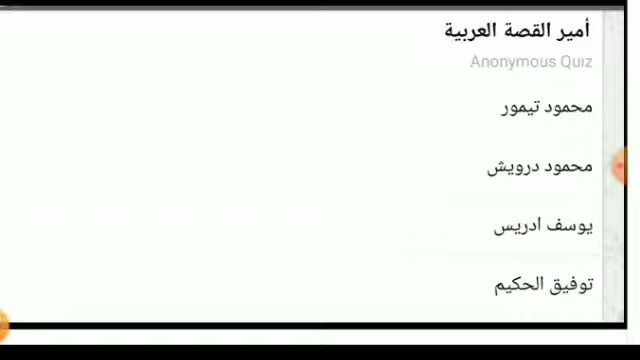 أمير القصة العربية
Anonymous Quiz
محمود تيمور
محمود درويش
يوسف ادريس
توفيق الحكيم